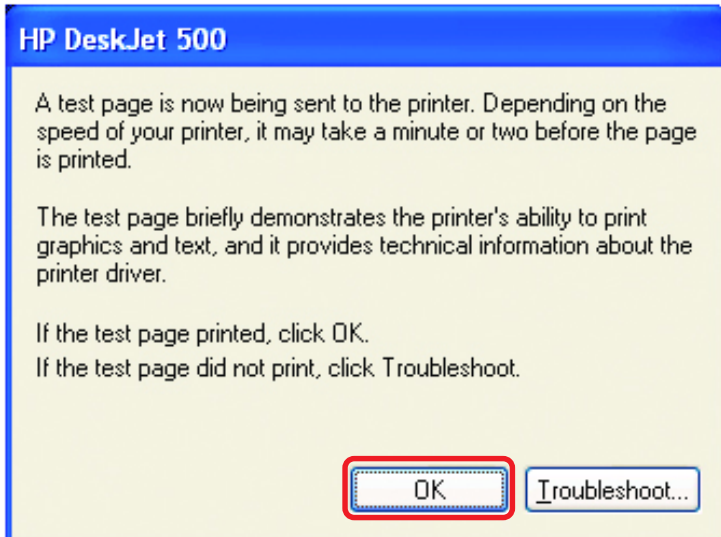 HP DeskJet 500
A test page is now being sent to the printer. Depending on the
speed of your printer, it may take a minute or two before the page
is printed.
The test page briefly demonstrates the printer's ability to print
graphics and text, and it provides technical information about the
printer driver.
If the test page printed, click OK.
If the test page did not print, click Troubleshoot.
OK Troubleshoot...